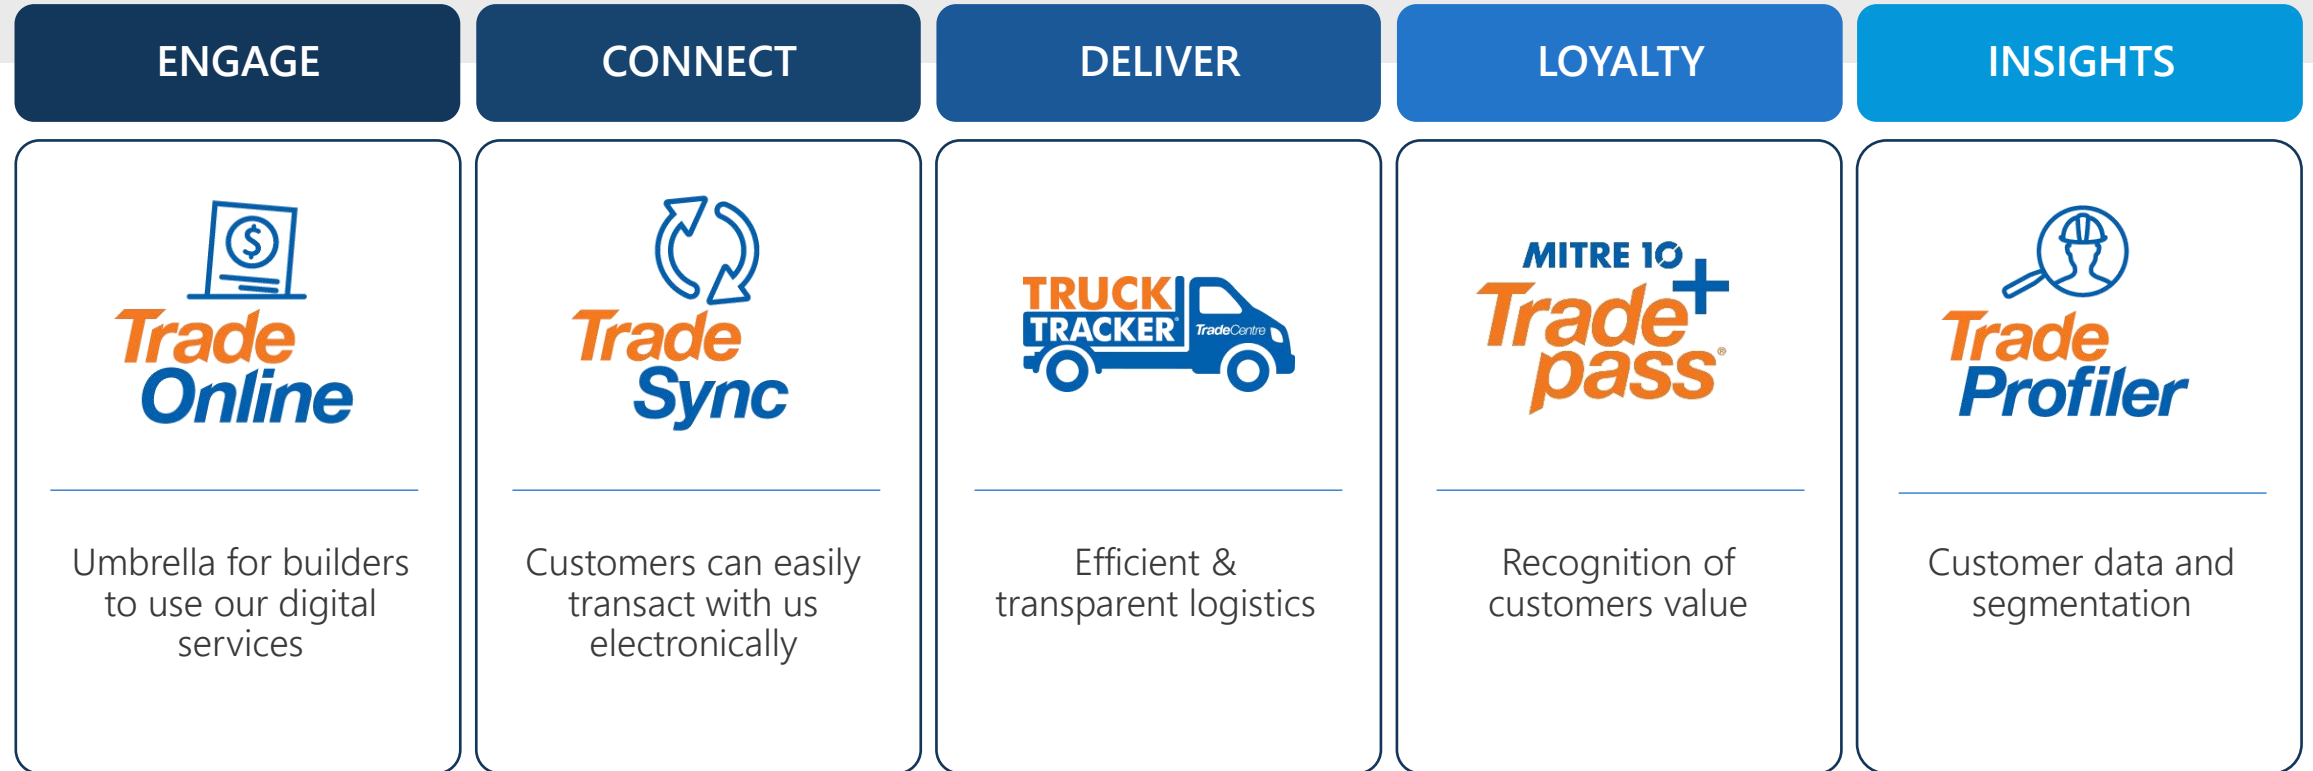 ENGAGE
CONNECT
DELIVER
LOYALTY
INSIGHTS
$
Trade
Online
Trade
Sync
TRUCK
TRACKER®
TradeCentre
MITRE 10
Trade+
pass®
Trade
Profiler
Umbrella for builders
to use our digital
services
Customers can easily
transact with us
electronically
Efficient &
transparent logistics
Recognition of
customers value
Customer data and
segmentation